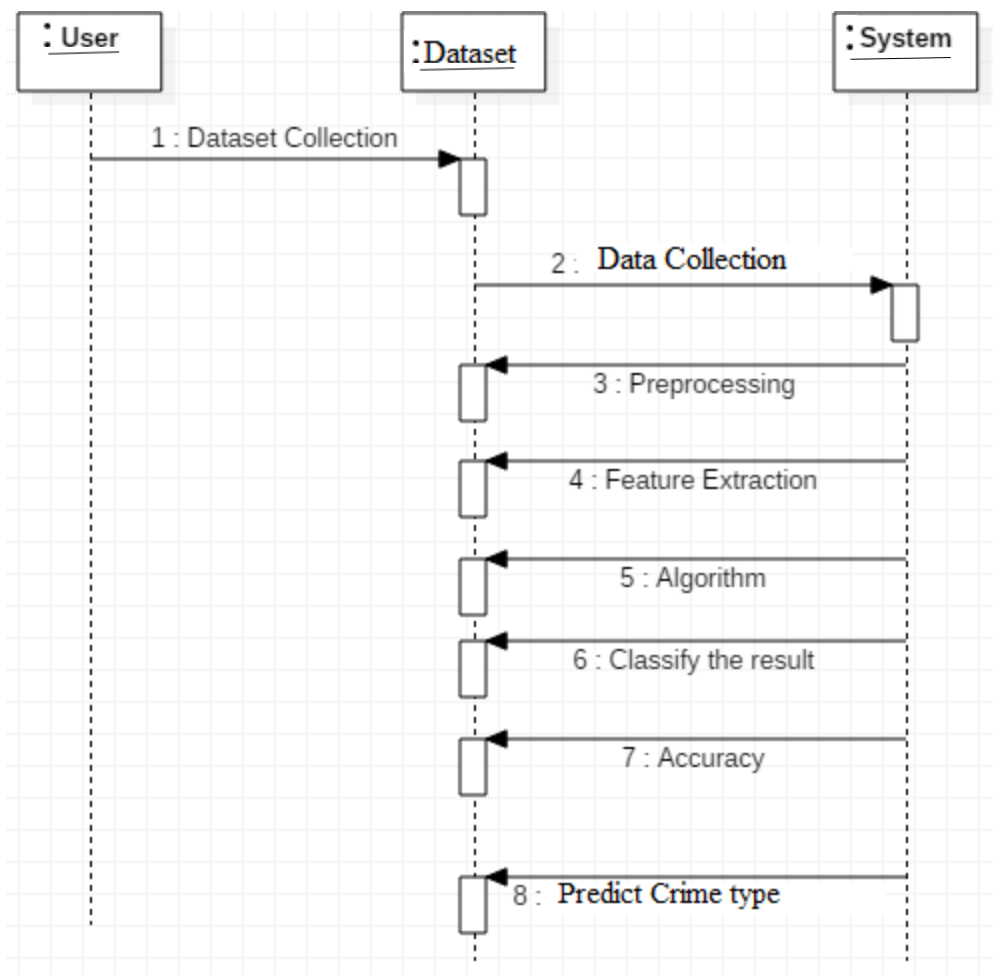 : User
:Dataset
:System
1 : Dataset Collection
2 : Data Collection
3 : Preprocessing
4 : Feature Extraction
5 : Algorithm
6 : Classify the result
7 : Accuracy
8 : Predict Crime type